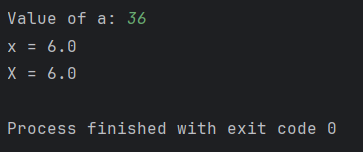 Value of a: 36
x = 6.0
X = 6.0
Process finished with exit code 0